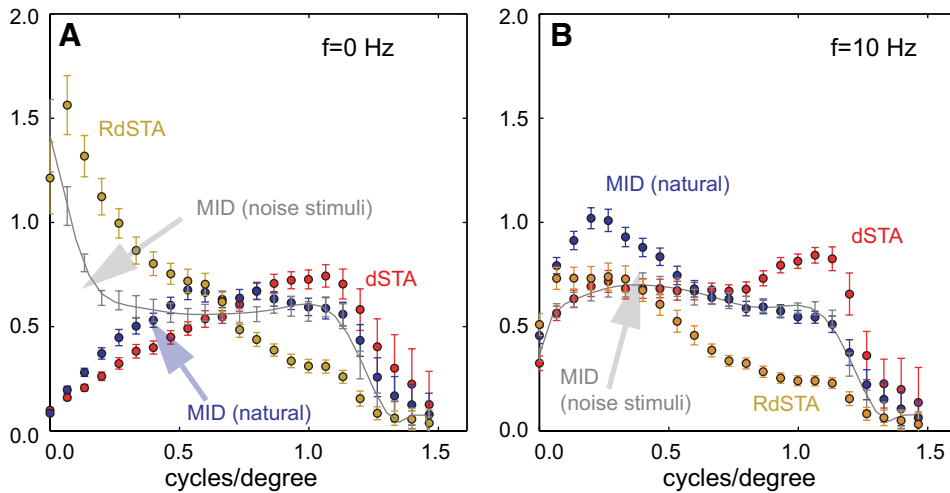 A
f=0 Hz
2.0
1.5
1.0
0.5
0.0
RdSTA
MID (noise stimuli)
dSTA
MID (natural)
0.0 0.5 1.0 1.5
cycles/degree
B
f=10 Hz
2.0
1.5
1.0
0.5
0.0
MID (natural)
dSTA
MID
(noise stimuli)
RdSTA
0.0 0.5 1.0 1.5
cycles/degree